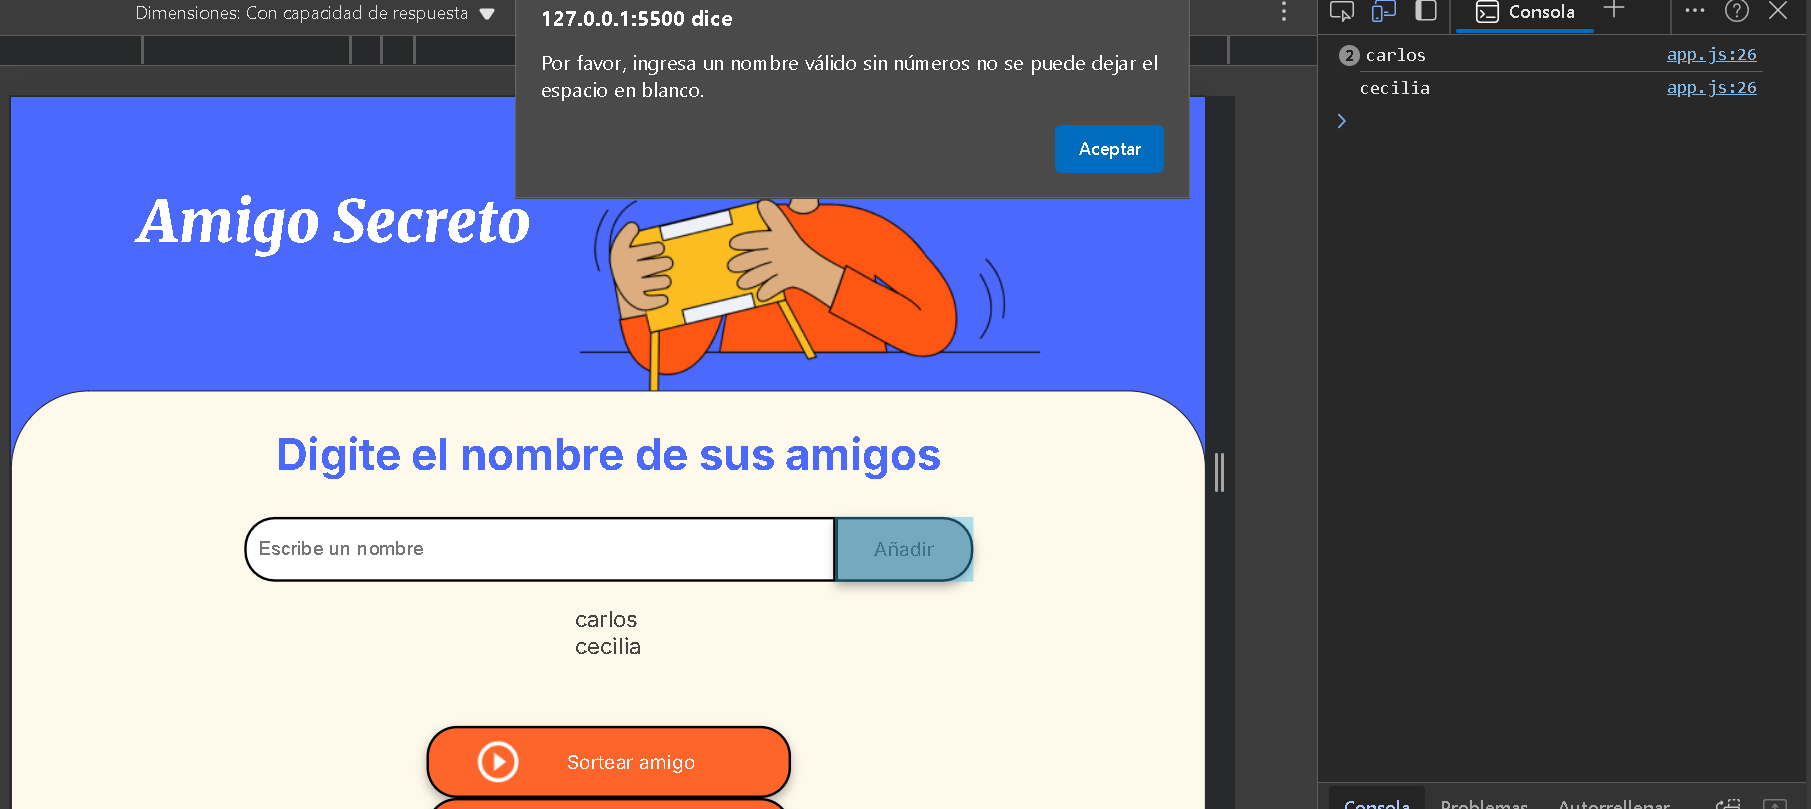 Dimensiones: Con capacidad de respuesta
127.0.0.1:5500 dice
Por favor, ingresa un nombre válido sin números no se puede dejar el
espacio en blanco.
Aceptar
Amigo Secreto
Digite el nombre de sus amigos
Escribe un nombre
Añadir
carlos
cecilia
Sortear amigo
Consola
2 carlos app.js:26
cecilia app.js:26
Consola Problemas Autorrellenar